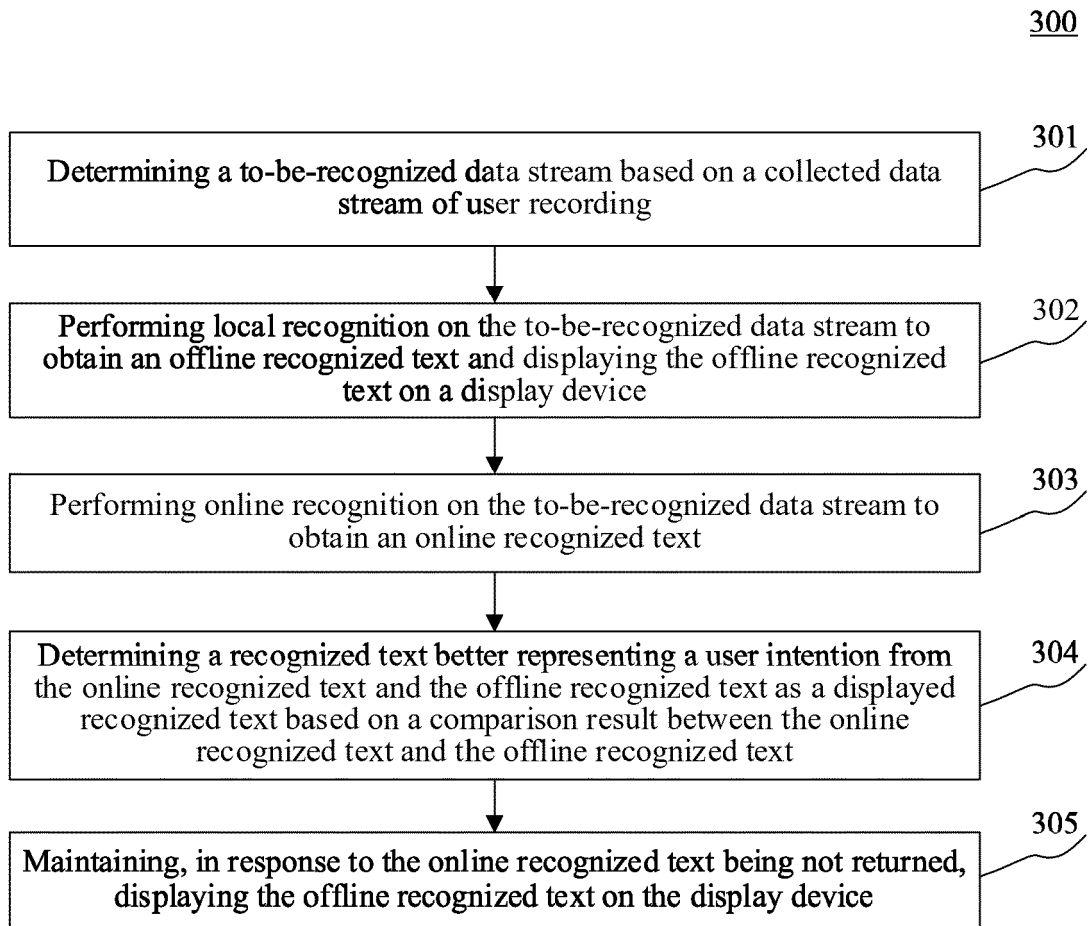 300
301
Determining a to-be-recognized data stream based on a collected data
stream of user recording
302
Performing local recognition on the to-be-recognized data stream to
obtain an offline recognized text and displaying the offline recognized
text on a display device
303
Performing online recognition on the to-be-recognized data stream to
obtain an online recognized text
304
Determining a recognized text better representing a user intention from
the online recognized text and the offline recognized text as a displayed
recognized text based on a comparison result between the online
recognized text and the offline recognized text
305
Maintaining, in response to the online recognized text being not returned,
displaying the offline recognized text on the display device